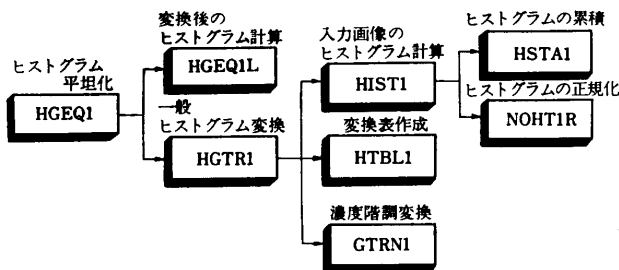 変換後の
ヒストグラム計算
HGEQ1L
ヒストグラム
平坦化
HGEQ1
一般
ヒストグラム変換
HGTR1
入力画像の
ヒストグラム計算
HIST1
変換表作成
HTBL1
濃度階調変換
GTRN1
ヒストグラムの累積
HSTA1
ヒストグラムの正規化
NOHT1R